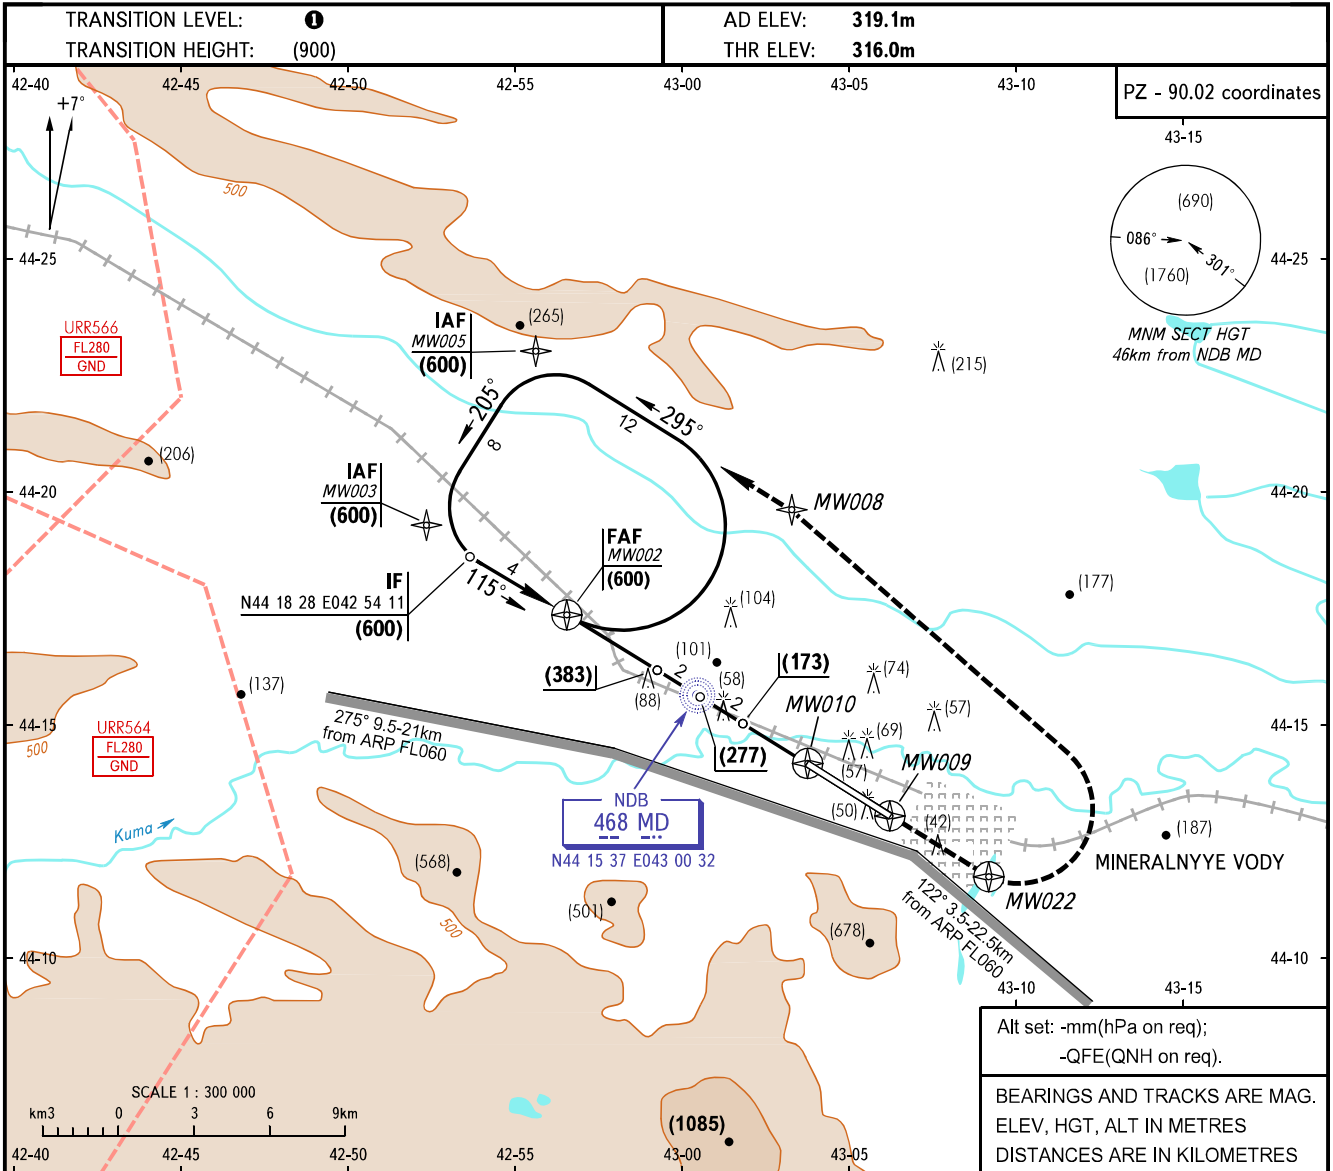 TRANSITION LEVEL: ❶
TRANSITION HEIGHT: (900)
AD ELEV: 319.1m
THR ELEV: 316.0m
42-40
42-45
42-50
42-55
43-00
43-05
43-10
PZ - 90.02 coordinates
43-15
+7°
500
(690)
086°
301°
(1760)
MNM SECT HGT
46km from NDB MD
44-25
44-25
URR566
FL280
GND
IAF
MW005
(600)
(265)
(215)
205°
8
12
295°
(206)
IAF
MW003
(600)
44-20
44-20
MW008
FAF
MW002
(600)
4
115°
IF
N44 18 28 E042 54 11
(600)
(104)
(177)
(101)
2
(383)
(88)
(58)
2
(173)
(74)
(137)
MW010
(57)
44-15
44-15
URR564
FL280
GND
500
275° 9.5-21km
from ARP FL060
(277)
(69)
(57)
MW009
(50)
(42)
NDB
468 MD
N44 15 37 E043 00 32
Kuma
(187)
MINERALNYYE VODY
(568)
500
(501)
(678)
MW022
122° 3.5-22.5km
from ARP FL060
44-10
44-10
43-10
43-15
Alt set: -mm(hPa on req);
-QFE(QNH on req).
BEARINGS AND TRACKS ARE MAG.
ELEV, HGT, ALT IN METRES
DISTANCES ARE IN KILOMETRES
SCALE 1 : 300 000
km3 0 3 6 9km
(1085)
42-40
42-45
42-50
42-55
43-00
43-05